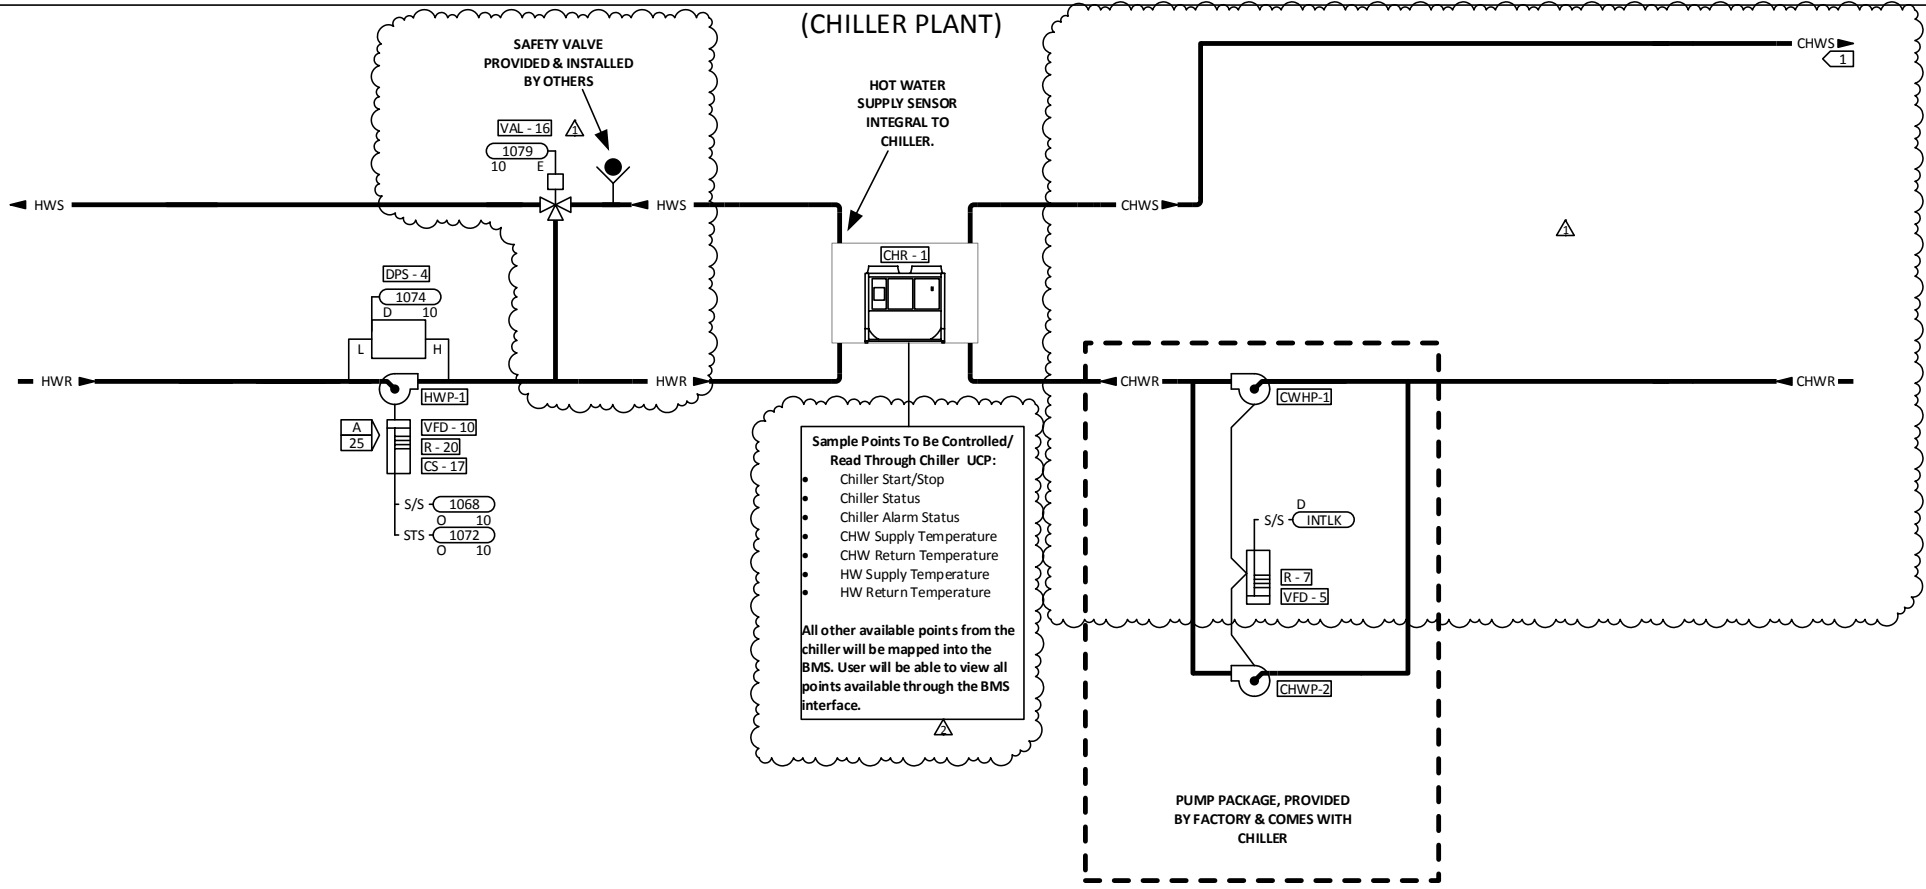 (CHILLER PLANT)
SAFETY VALVE
PROVIDED & INSTALLED
BY OTHERS
HOT WATER
SUPPLY SENSOR
INTEGRAL TO
CHILLER.
CHWS
1
VAL - 16
1
1079
10 E
HWS
HWS
CHWS
1
CHR - 1
DPS - 4
1074
D 10
L H
HWR
HWR
CHWR
CHWR
HWP-1
CWHP-1
A
25
VFD - 10
R - 20
CS - 17
S/S 1068
O 10
STS 1072
O 10
Sample Points To Be Controlled/
Read Through Chiller UCP:
• Chiller Start/Stop
• Chiller Status
• Chiller Alarm Status
• CHW Supply Temperature
• CHW Return Temperature
• HW Supply Temperature
• HW Return Temperature
All other available points from the
chiller will be mapped into the
BMS. User will be able to view all
points available through the BMS
interface.
2
D
S/S INTLK
R - 7
VFD - 5
CHWP-2
PUMP PACKAGE, PROVIDED
BY FACTORY & COMES WITH
CHILLER